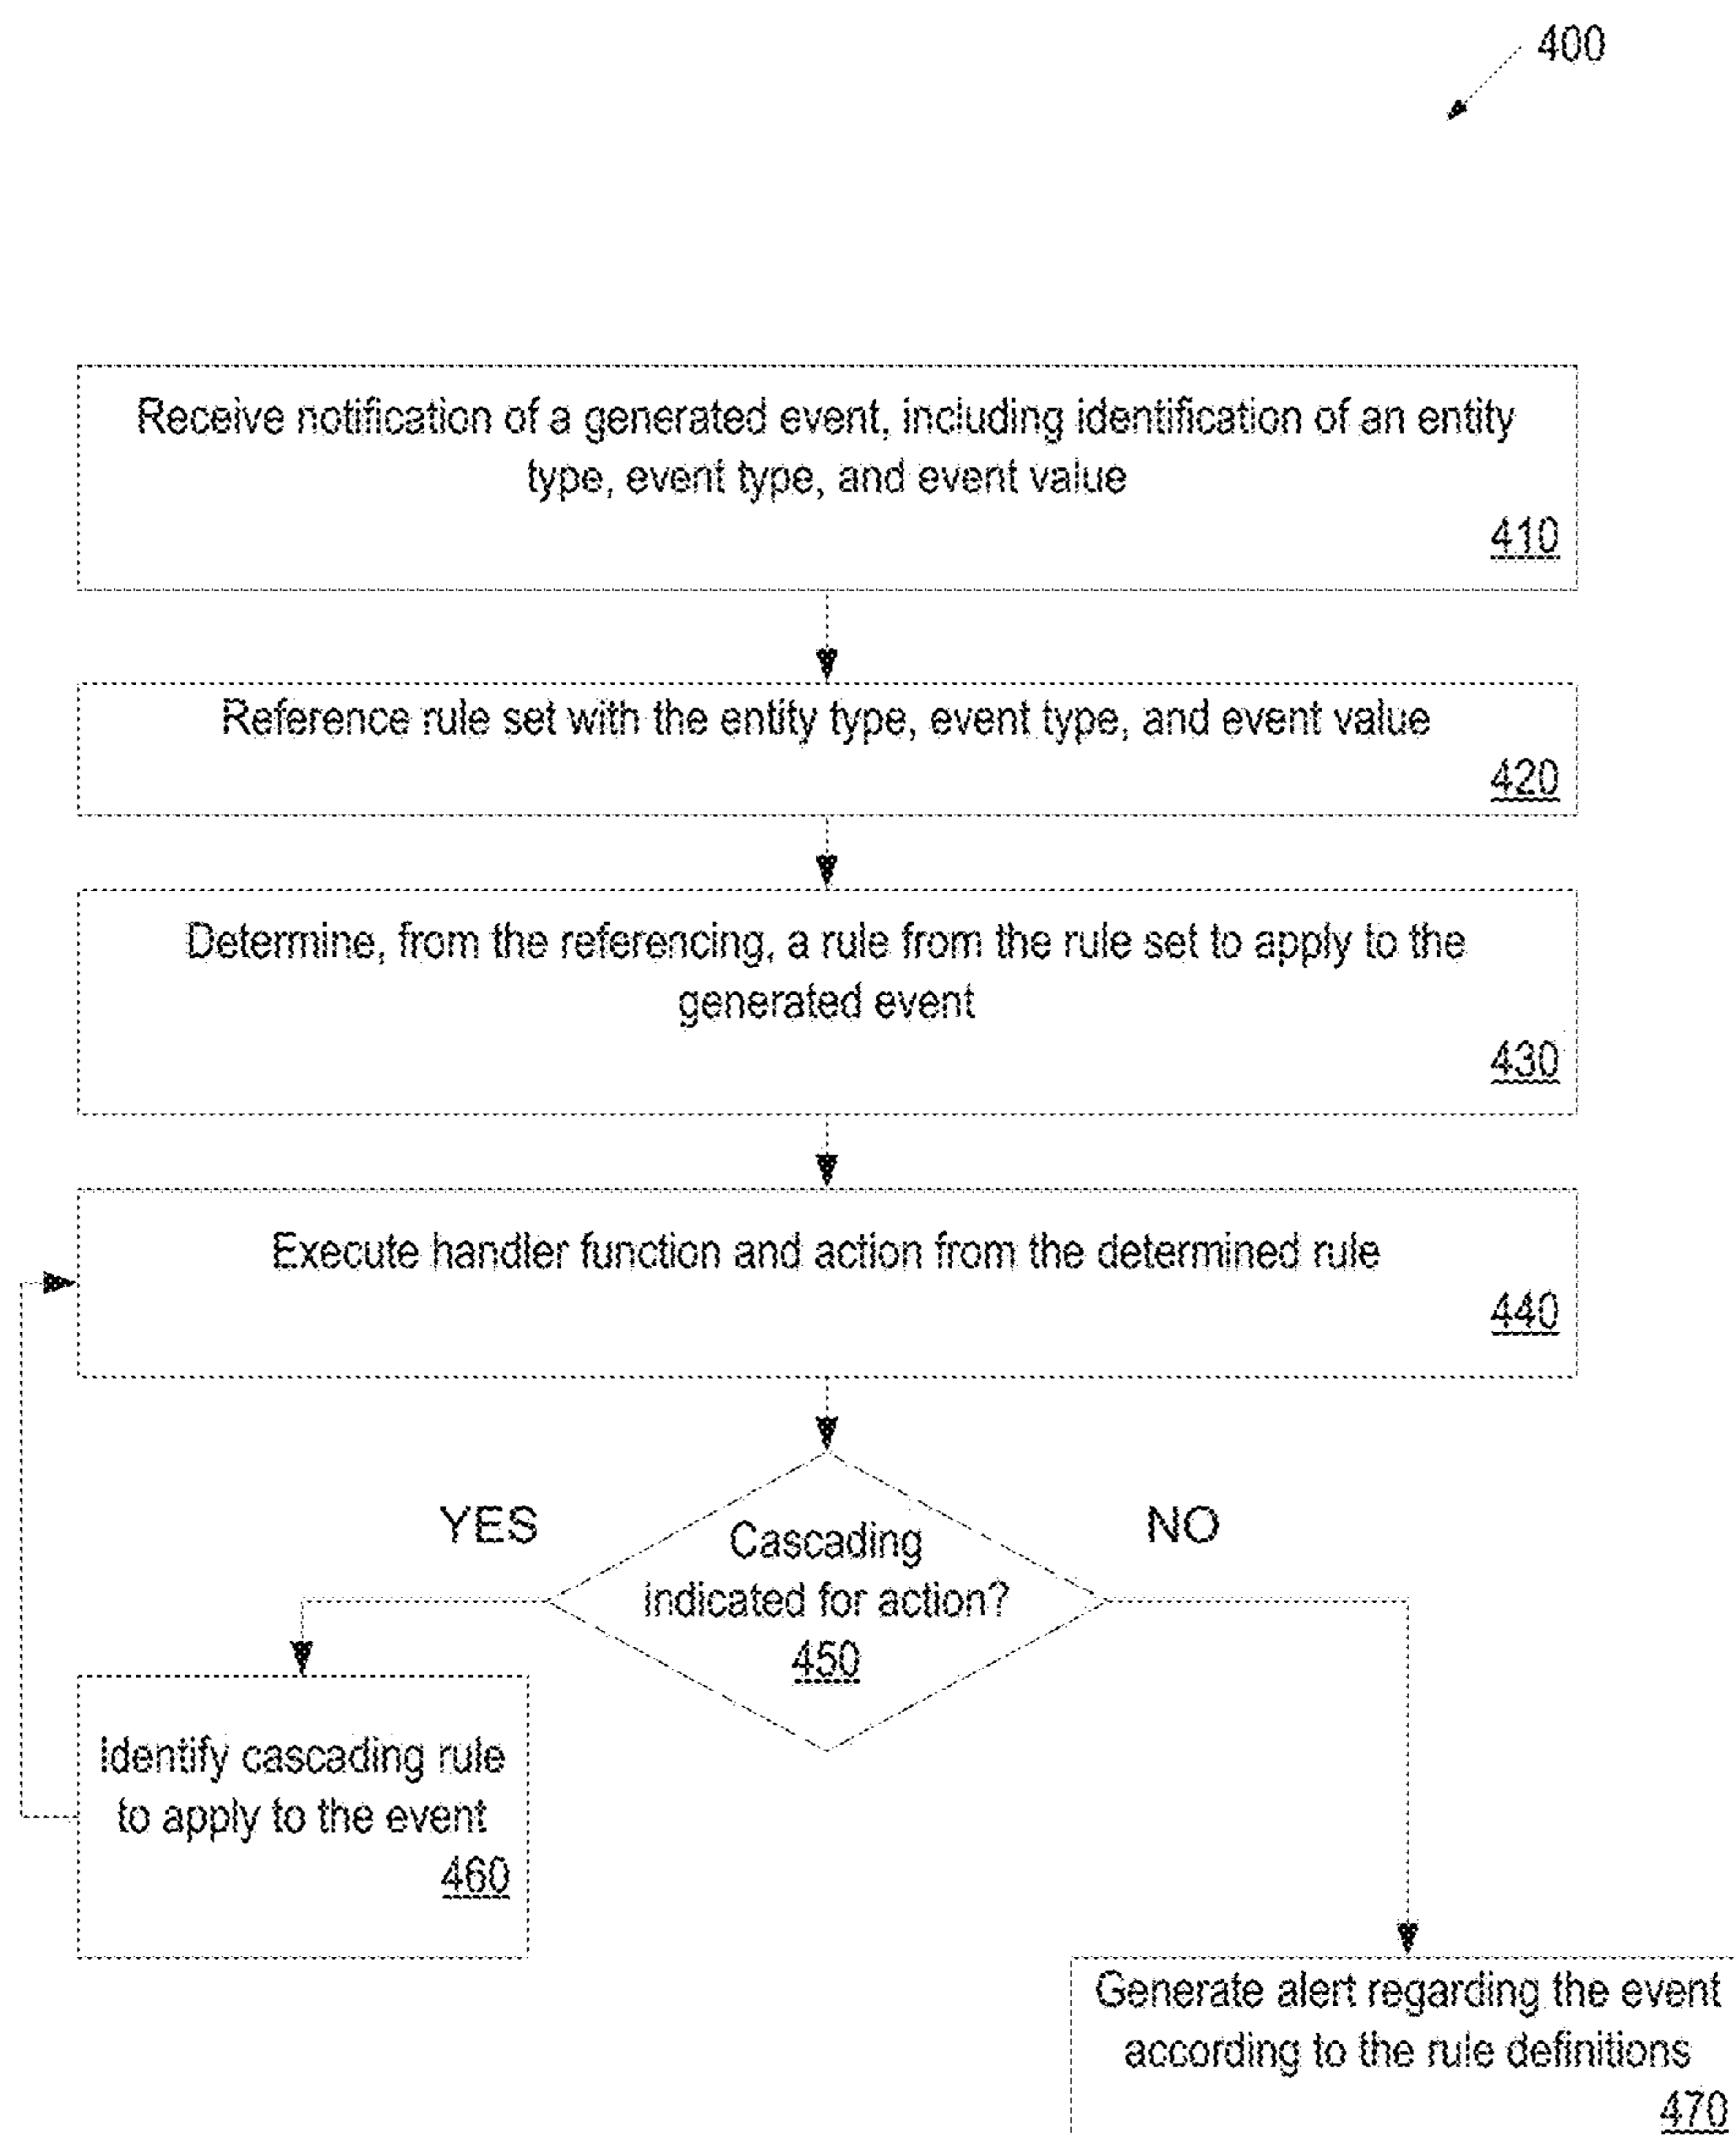 400
Receive notification of a generated event, including identification of an entity
type, event type, and event value
410
Reference rule set with the entity type, event type, and event value
420
Determine, from the referencing, a rule from the rule set to apply to the
generated event
430
Execute handler function and action from the determined rule
440
YES
NO
Cascading
indicated for action?
450
Identify cascading rule
to apply to the event
460
Generate alert regarding the event
according to the rule definitions
470